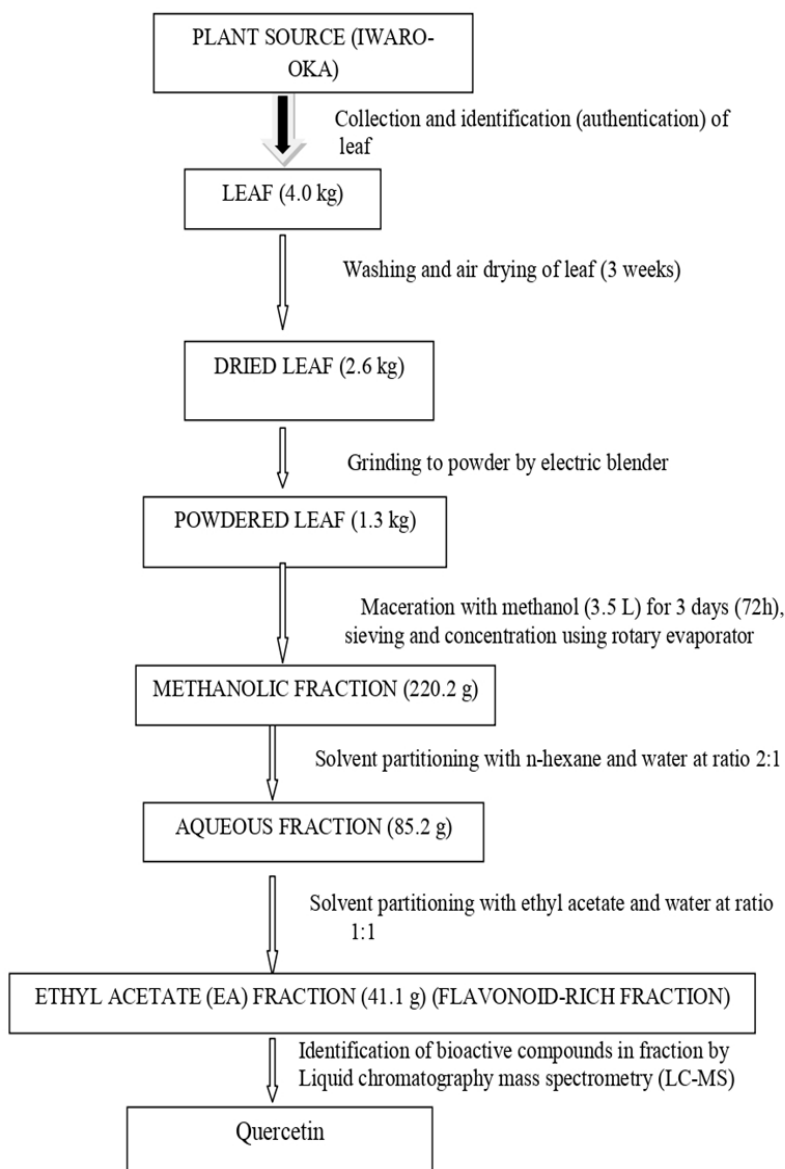 PLANT SOURCE (IWARO-
OKA)
Collection and identification (authentication) of
leaf
LEAF (4.0 kg)
Washing and air drying of leaf (3 weeks)
DRIED LEAF (2.6 kg)
Grinding to powder by electric blender
POWDERED LEAF (1.3 kg)
Maceration with methanol (3.5 L) for 3 days (72h),
sieving and concentration using rotary evaporator
METHANOLIC FRACTION (220.2 g)
Solvent partitioning with n-hexane and water at ratio 2:1
AQUEOUS FRACTION (85.2 g)
Solvent partitioning with ethyl acetate and water at ratio
1:1
ETHYL ACETATE (EA) FRACTION (41.1 g) (FLAVONOID-RICH FRACTION)
Identification of bioactive compounds in fraction by
Liquid chromatography mass spectrometry (LC-MS)
Quercetin